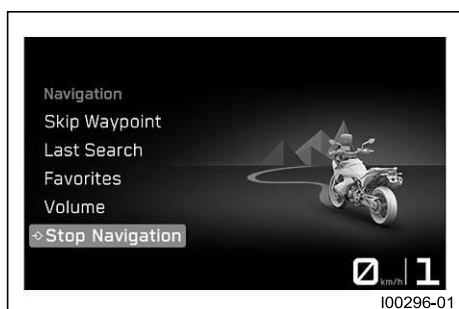 Navigation
Skip Waypoint
Last Search
Favorites
Volume
Stop Navigation
0 km/h 1
I00296-01